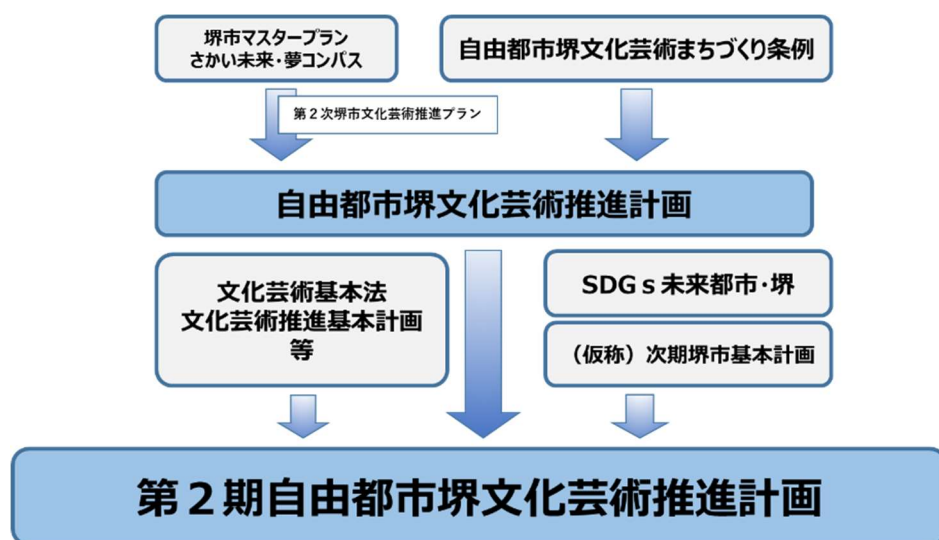 堺市マスタープラン
さかい未来・夢コンパス
自由都市堺文化芸術まちづくり条例
第２次堺市文化芸術推進プラン
自由都市堺文化芸術推進計画
文化芸術基本法
文化芸術推進基本計画
等
SDGｓ未来都市・堺
（仮称）次期堺市基本計画
第２期自由都市堺文化芸術推進計画